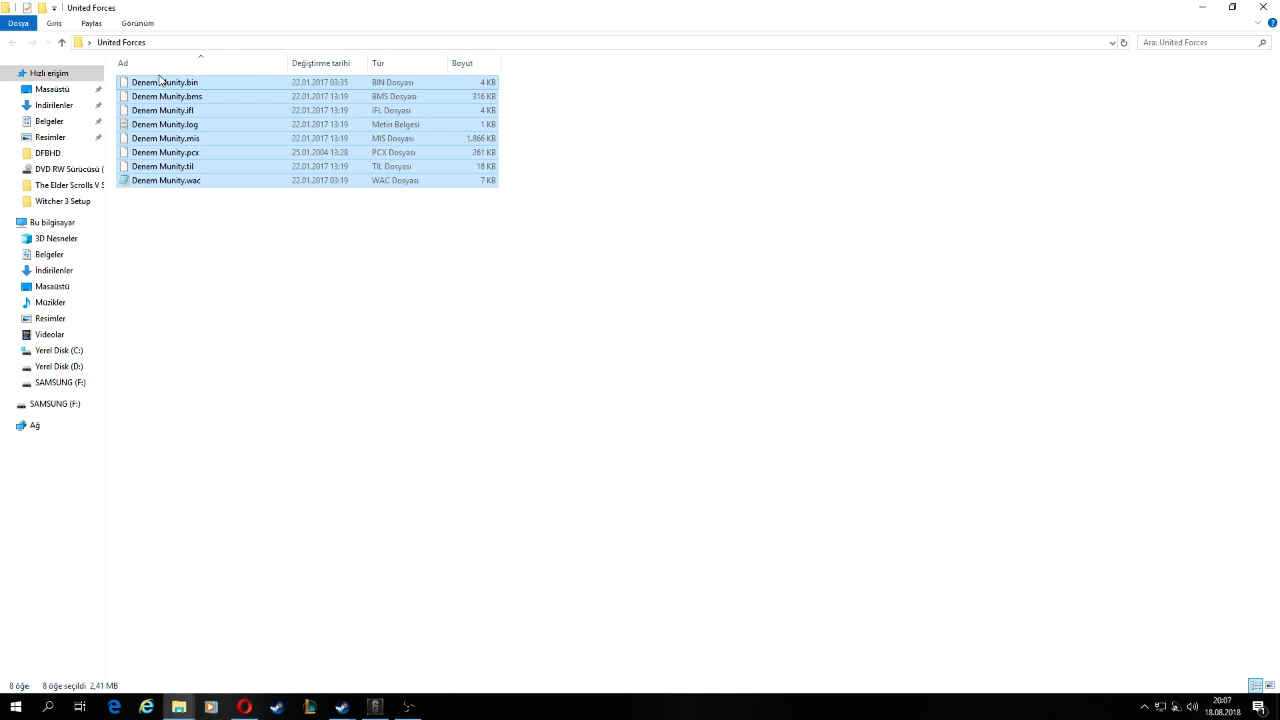 United Forces
Dosya Giriş Paylaş Görünüm
United Forces
Ara: United Forces
Ad Değiştirme tarihi Tür Boyut
Denem Munity.bin 22.01.2017 03:35 BIN Dosyası 4 KB
Denem Munity.bms 22.01.2017 13:19 BMS Dosyası 316 KB
Denem Munity.ifl 22.01.2017 13:19 IFL Dosyası 4 KB
Denem Munity.log 22.01.2017 13:19 Metin Belgesi 1 KB
Denem Munity.mis 22.01.2017 13:19 MIS Dosyası 1.866 KB
Denem Munity.pcx 25.01.2004 13:28 PCX Dosyası 261 KB
Denem Munity.til 22.01.2017 13:19 TIL Dosyası 18 KB
Denem Munity.wac 22.01.2017 03:19 WAC Dosyası 7 KB
Hızlı erişim
Masaüstü
İndirilenler
Belgeler
Resimler
DFBHD
DVD RW Sürücüsü (
The Elder Scrolls V S
Witcher 3 Setup
Bu bilgisayar
3D Nesneler
Belgeler
İndirilenler
Masaüstü
Müzikler
Resimler
Videolar
Yerel Disk (C:)
Yerel Disk (D:)
SAMSUNG (F:)
SAMSUNG (F:)
Ağ
8 öğe 8 öğe seçildi 2,41 MB
20:07
18.08.2018
1